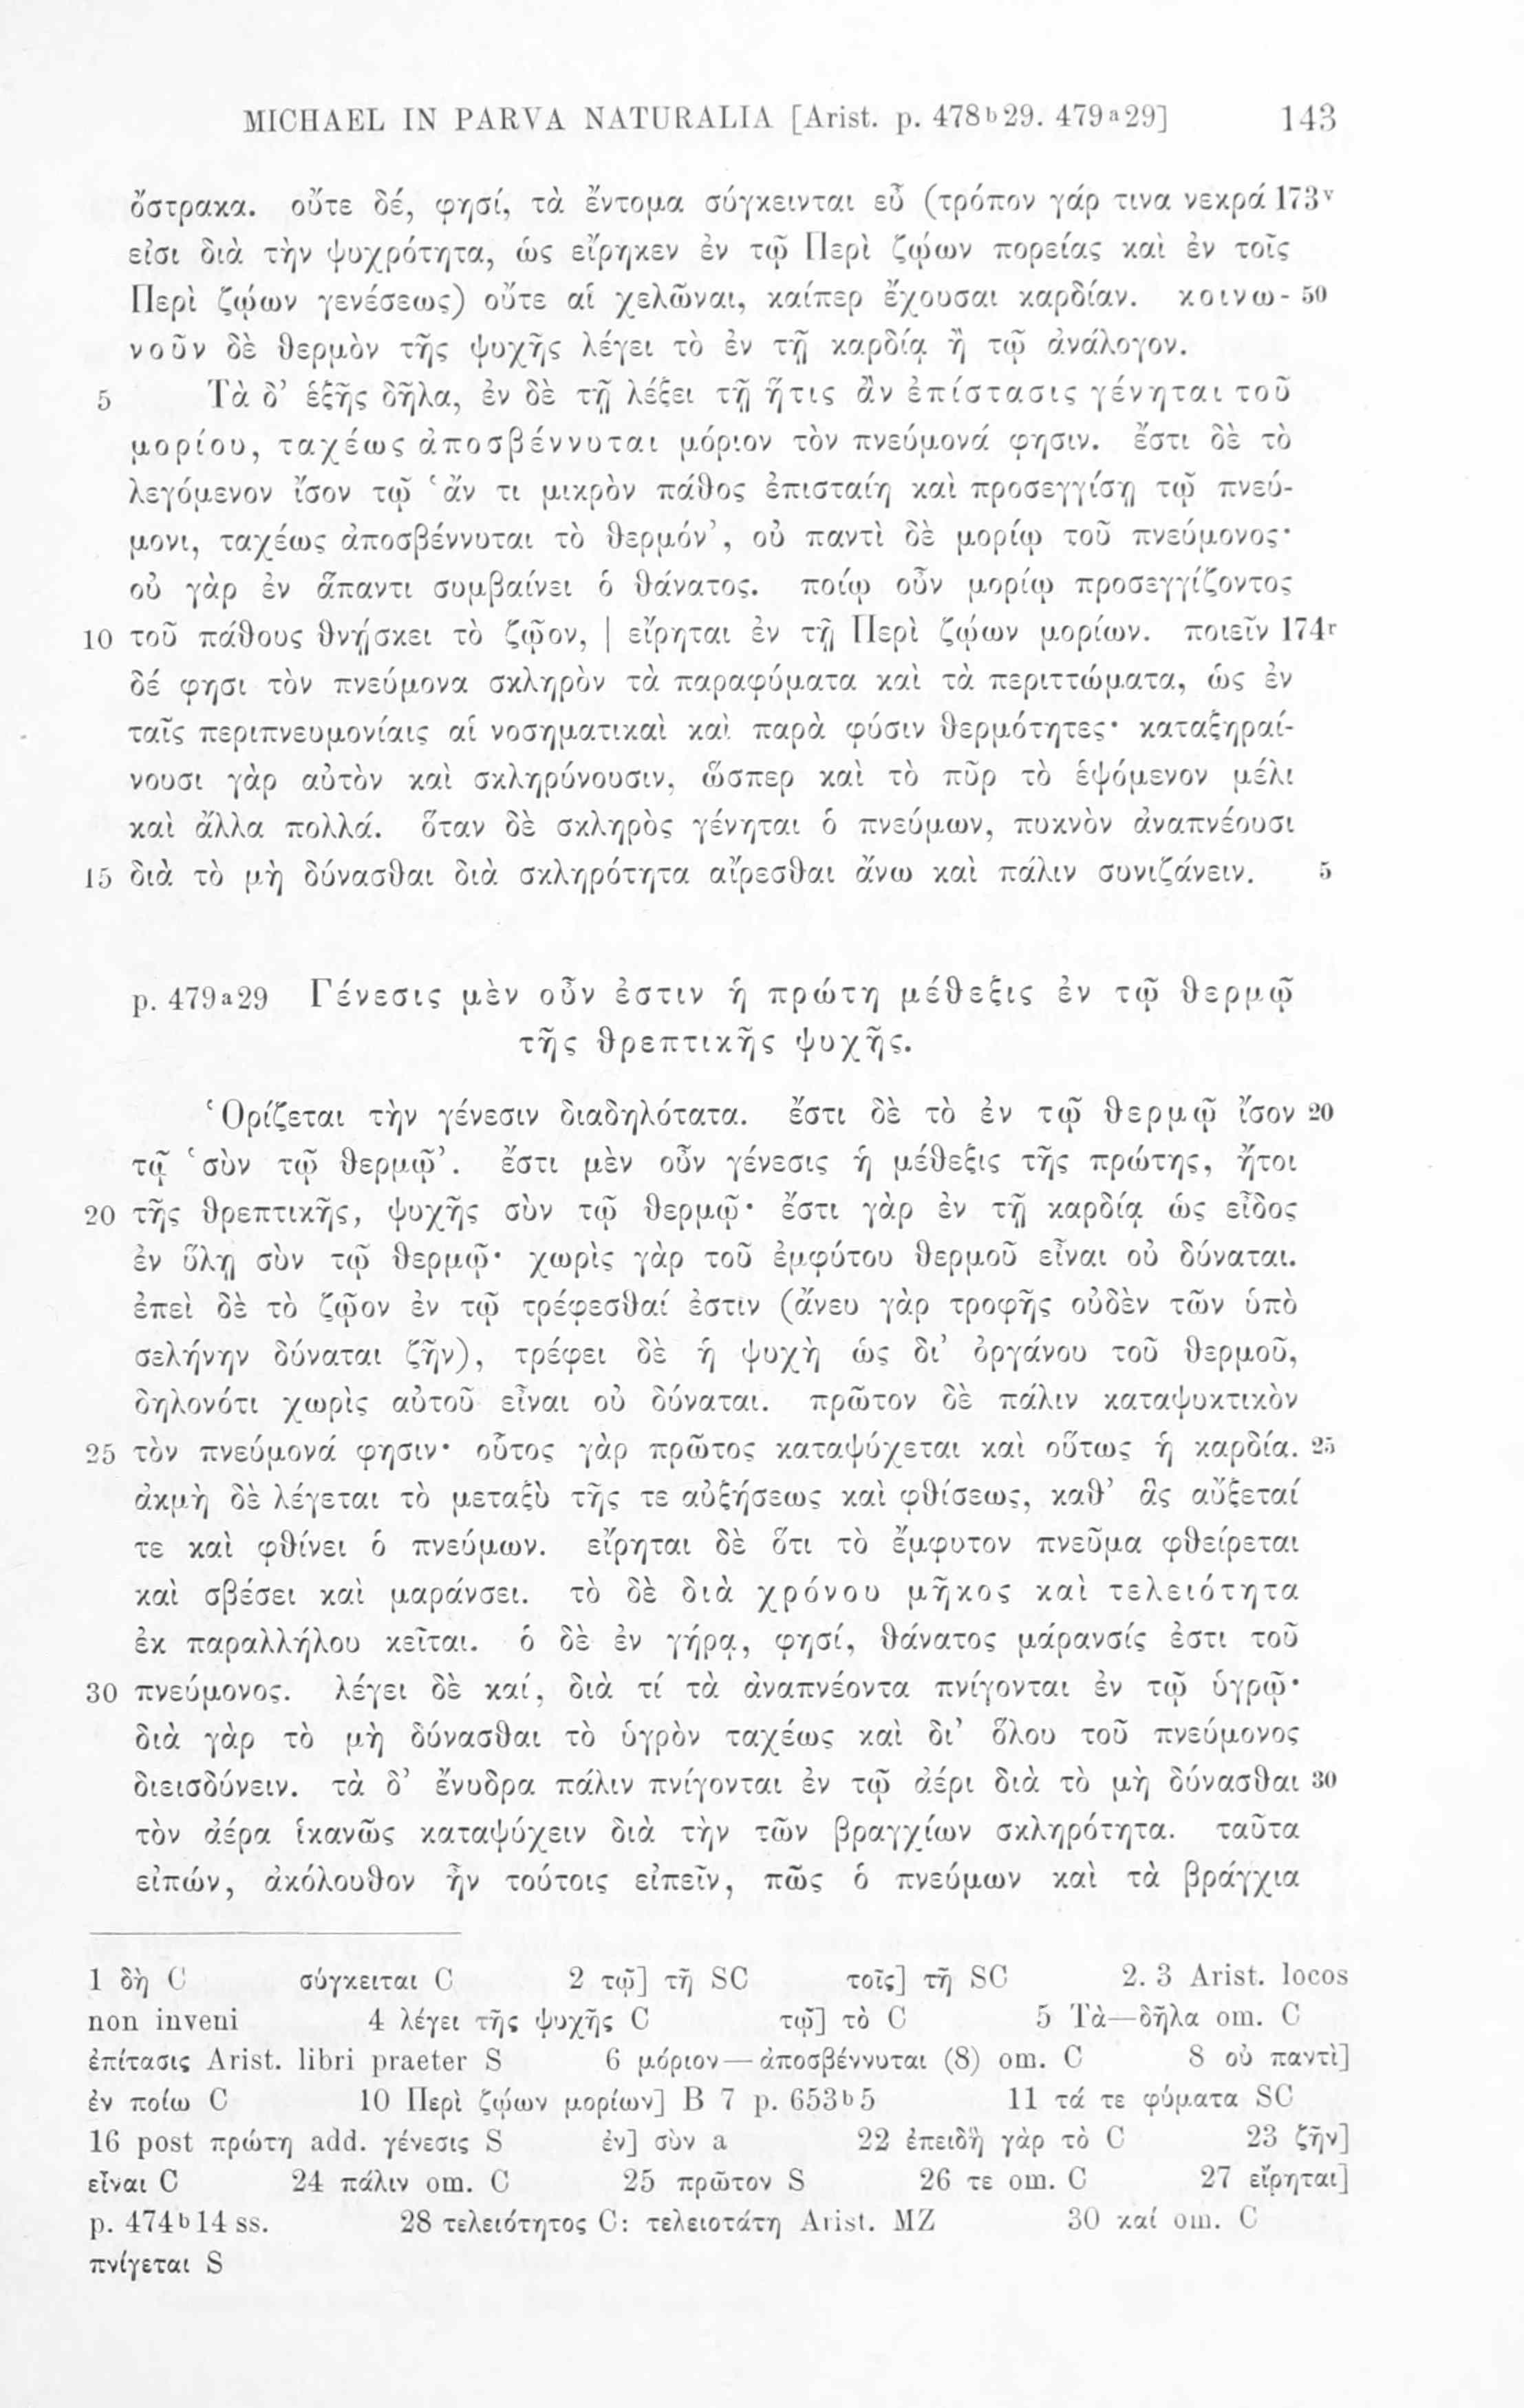 MICHAEL IN PARVA NATURALIA [Arist. p. 478b29. 479a29] 143
ὄστρακα. οὔτε δέ, φησί, τὰ ἔντομα σύγκεινται εὖ (τρόπον γάρ τινα νεκρά 173v
εἰσι διὰ τὴν ψυχρότητα, ὡς εἴρηκεν ἐν τῷ Περὶ ζῴων πορείας καὶ ἐν τοῖς
Περὶ ζῴων γενέσεως) οὔτε αἱ χελῶναι, καίπερ ἔχουσαι καρδίαν. κοινω- 50
νοῦν δὲ θερμὸν τῆς ψυχῆς λέγει τὸ ἐν τῇ καρδίᾳ ἢ τῷ ἀνάλογον.
5 Τὰ δ’ ἑξῆς δῆλα, ἐν δὲ τῇ λέξει τῇ ἥτις ἂν ἐπίστασις γένηται τοῦ
μορίου, ταχέως ἀποσβέννυται μόριον τὸν πνεύμονά φησιν. ἔστι δὲ τὸ
λεγόμενον ἴσον τῷ ‘ἄν τι μικρὸν πάθος ἐπισταίη καὶ προσεγγίσῃ τῷ πνεύ-
μονι, ταχέως ἀποσβέννυται τὸ θερμόν’, οὐ παντὶ δὲ μορίῳ τοῦ πνεύμονος·
οὐ γὰρ ἐν ἅπαντι συμβαίνει ὁ θάνατος. ποίῳ οὖν μορίῳ προσεγγίζοντος
10 τοῦ πάθους θνῄσκει τὸ ζῷον, | εἴρηται ἐν τῇ Περὶ ζῴων μορίων. ποιεῖν 174r
δέ φησι τὸν πνεύμονα σκληρὸν τὰ παραφύματα καὶ τὰ περιττώματα, ὡς ἐν
ταῖς περιπνευμονίαις αἱ νοσηματικαὶ καὶ παρὰ φύσιν θερμότητες· καταξηραί-
νουσι γὰρ αὐτὸν καὶ σκληρύνουσιν, ὥσπερ καὶ τὸ πῦρ τὸ ἑψόμενον μέλι
καὶ ἄλλα πολλά. ὅταν δὲ σκληρὸς γένηται ὁ πνεύμων, πυκνὸν ἀναπνέουσι
15 διὰ τὸ μὴ δύνασθαι διὰ σκληρότητα αἴρεσθαι ἄνω καὶ πάλιν συνιζάνειν. 5
p. 479a29 Γένεσις μὲν οὖν ἐστιν ἡ πρώτη μέθεξις ἐν τῷ θερμῷ
τῆς θρεπτικῆς ψυχῆς.
Ὁρίζεται τὴν γένεσιν διαδηλότατα. ἔστι δὲ τὸ ἐν τῷ θερμῷ ἴσον 20
τῷ ‘σὺν τῷ θερμῷ’. ἔστι μὲν οὖν γένεσις ἡ μέθεξις τῆς πρώτης, ἤτοι
20 τῆς θρεπτικῆς, ψυχῆς σὺν τῷ θερμῷ· ἔστι γὰρ ἐν τῇ καρδίᾳ ὡς εἶδος
ἐν ὕλῃ σὺν τῷ θερμῷ· χωρὶς γὰρ τοῦ ἐμφύτου θερμοῦ εἶναι οὐ δύναται.
ἐπεὶ δὲ τὸ ζῷον ἐν τῷ τρέφεσθαί ἐστιν (ἄνευ γὰρ τροφῆς οὐδὲν τῶν ὑπὸ
σελήνην δύναται ζῆν), τρέφει δὲ ἡ ψυχὴ ὡς δι’ ὀργάνου τοῦ θερμοῦ,
δηλονότι χωρὶς αὐτοῦ εἶναι οὐ δύναται. πρῶτον δὲ πάλιν καταψυκτικὸν
25 τὸν πνεύμονά φησιν· οὗτος γὰρ πρῶτος καταψύχεται καὶ οὕτως ἡ καρδία. 25
ἀκμὴ δὲ λέγεται τὸ μεταξὺ τῆς τε αὐξήσεως καὶ φθίσεως, καθ’ ἃς αὔξεταί
τε καὶ φθίνει ὁ πνεύμων. εἴρηται δὲ ὅτι τὸ ἔμφυτον πνεῦμα φθείρεται
καὶ σβέσει καὶ μαράνσει. τὸ δὲ διὰ χρόνου μῆκος καὶ τελειότητα
ἐκ παραλλήλου κεῖται. ὁ δὲ ἐν γήρᾳ, φησί, θάνατος μάρανσίς ἐστι τοῦ
30 πνεύμονος. λέγει δὲ καί, διὰ τί τὰ ἀναπνέοντα πνίγονται ἐν τῷ ὑγρῷ·
διὰ γὰρ τὸ μὴ δύνασθαι τὸ ὑγρὸν ταχέως καὶ δι’ ὅλου τοῦ πνεύμονος
διεισδύνειν. τὰ δ’ ἔνυδρα πάλιν πνίγονται ἐν τῷ ἀέρι διὰ τὸ μὴ δύνασθαι 30
τὸν ἀέρα ἱκανῶς καταψύχειν διὰ τὴν τῶν βραγχίων σκληρότητα. ταῦτα
εἰπών, ἀκόλουθον ἦν τούτοις εἰπεῖν, πῶς ὁ πνεύμων καὶ τὰ βράγχια
1 δὴ C σύγκειται C 2 τῷ] τῇ SC τοῖς] τῇ SC 2. 3 Arist. locos
non inveni 4 λέγει τῆς ψυχῆς C τῷ] τὸ C 5 Τὰ—δῆλα om. C
ἐπίτασις Arist. libri praeter S 6 μόριον—ἀποσβέννυται (8) om. C 8 οὐ παντὶ]
ἐν ποίω C 10 Περὶ ζῴων μορίων] B 7 p. 653b5 11 τά τε φύματα SC
16 post πρώτη add. γένεσις S ἐν] σὺν a 22 ἐπειδὴ γὰρ τὸ C 23 ζῆν]
εἶναι C 24 πάλιν om. C 25 πρῶτον S 26 τε om. C 27 εἴρηται]
p. 474b14 ss. 28 τελειότητος C: τελειοτάτη Arist. MZ 30 καί om. C
πνίγεται S